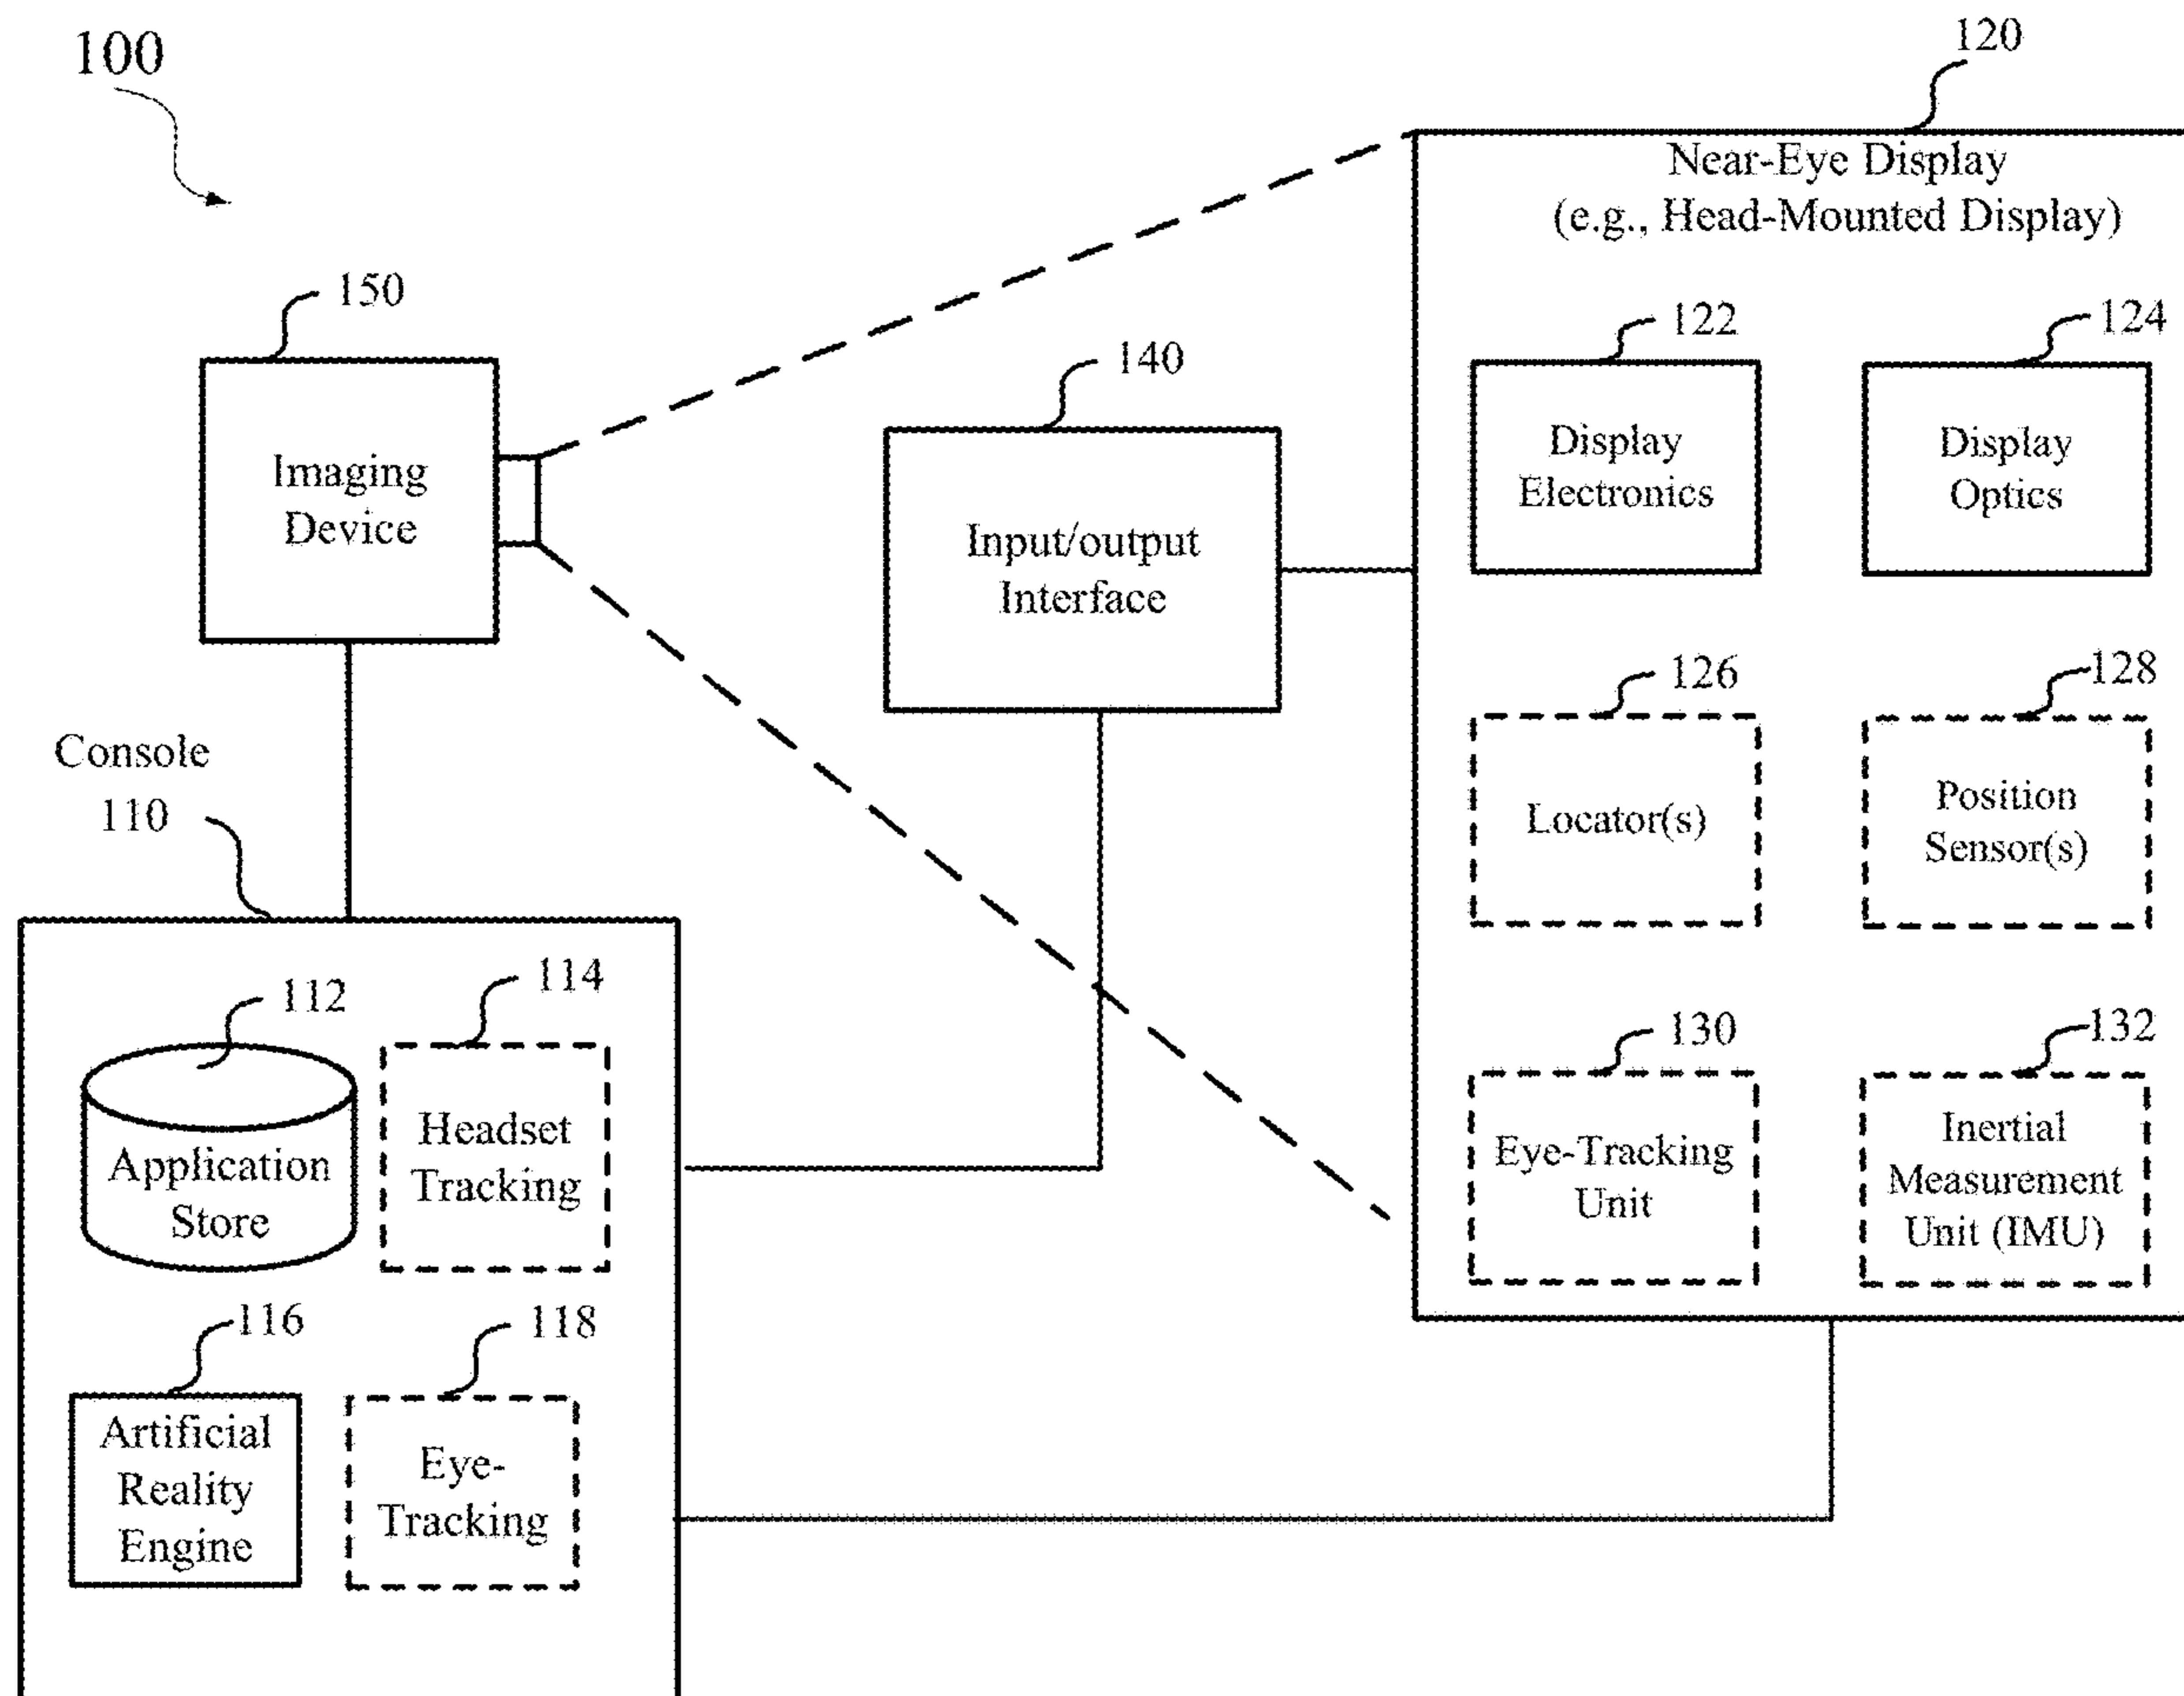 100
120
Near-Eye Display
(e.g., Head-Mounted Display)
150
Imaging
Device
140
Input/output
Interface
122
Display
Electronics
124
Display
Optics
126
Locator(s)
128
Position
Sensor(s)
130
Eye-Tracking
Unit
132
Inertial
Measurement
Unit (IMU)
Console
110
112
Application
Store
114
Headset
Tracking
116
Artificial
Reality
Engine
118
Eye-
Tracking